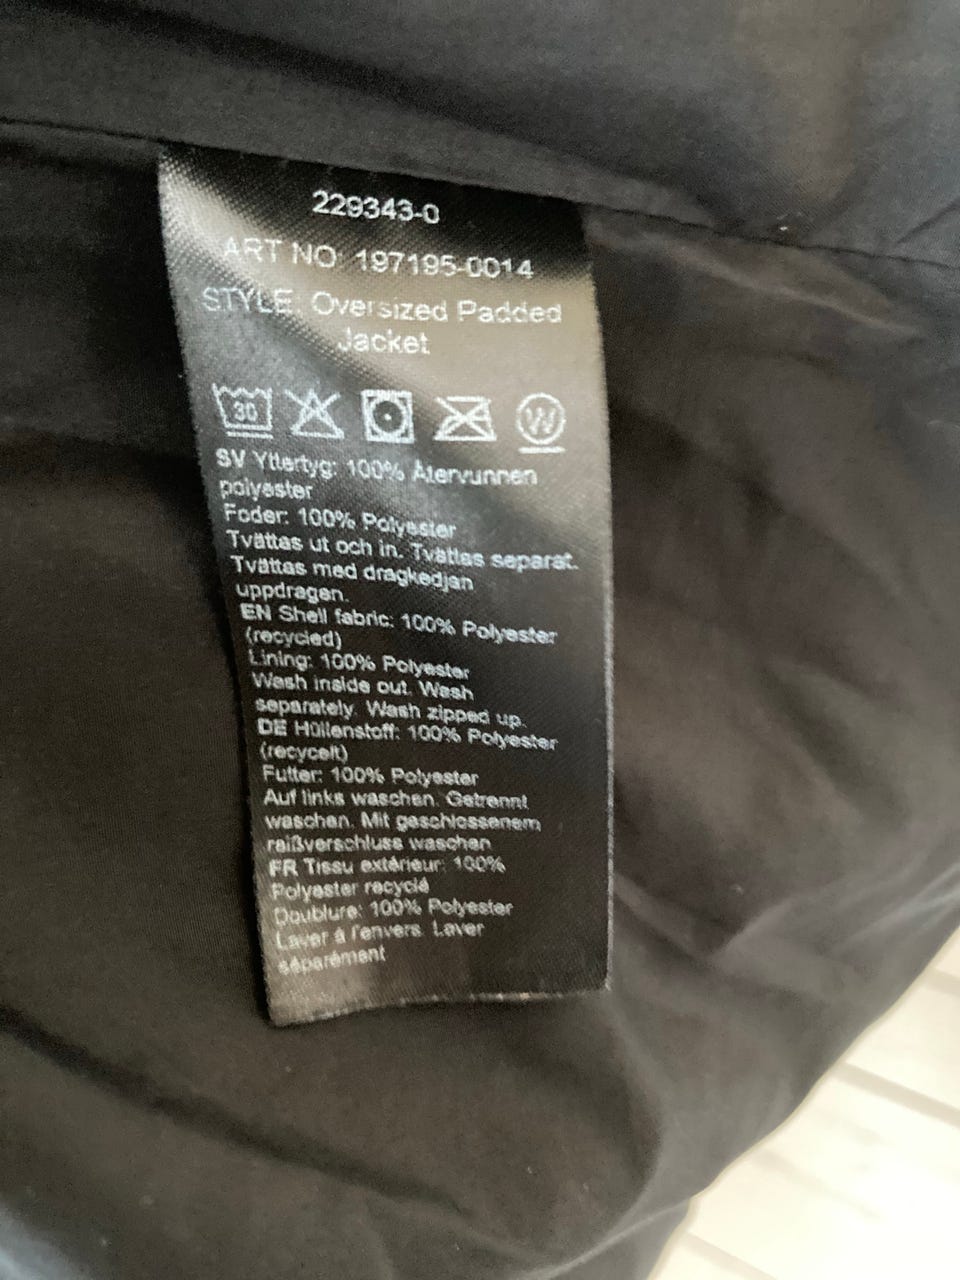 229343-0
ART NO: 197195-0014
STYLE: Oversized Padded
Jacket
30
W
SV Yttertyg: 100% Återvunnen
polyester
Foder: 100% Polyester
Tvättas ut och in. Tvättas separat.
Tvättas med dragkedjan
uppdragen.
EN Shell fabric: 100% Polyester
(recycled)
Lining: 100% Polyester
Wash inside out. Wash
separately. Wash zipped up.
DE Hüllenstoff: 100% Polyester
(recycelt)
Futter: 100% Polyester
Auf links waschen. Getrennt
waschen. Mit geschlossenem
reißverschluss waschen
FR Tissu extérieur: 100%
Polyester recyclé
Doublure: 100% Polyester
Laver à l'envers. Laver
séparément